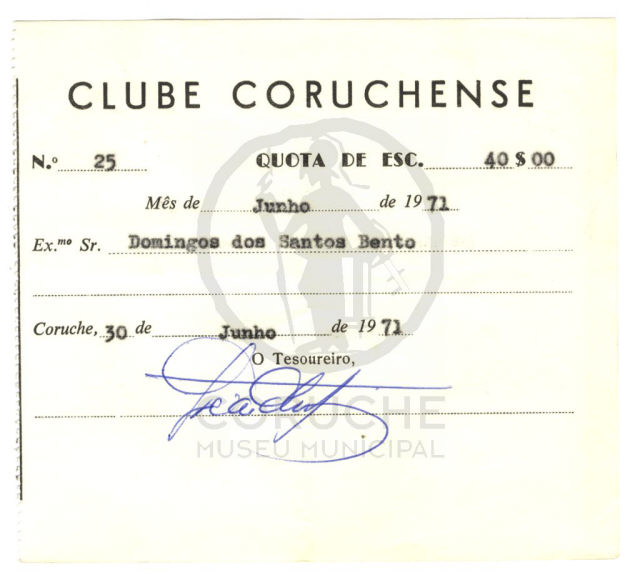 CLUBE CORUCHENSE
N.º 25 QUOTA DE ESC. 40$00
Mês de Junho de 1971
Ex.mo Sr. Domingos dos Santos Bento
Coruche, 30 de Junho de 1971
O Tesoureiro,
CORUCHE
MUSEU MUNICIPAL